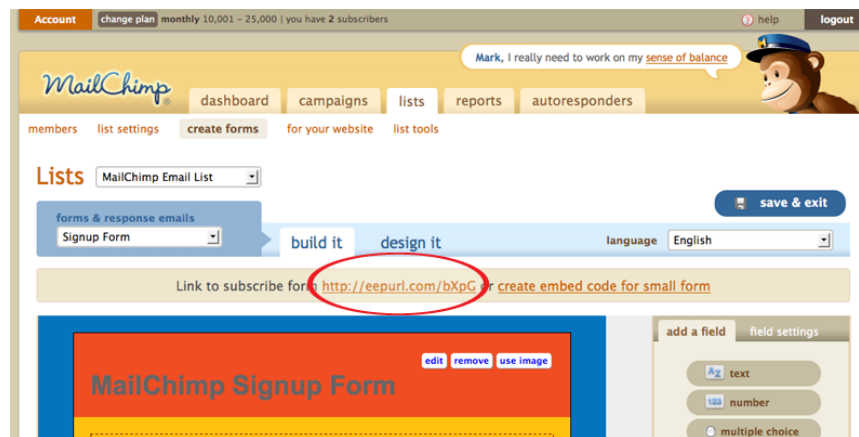 Account change plan monthly 10,001 - 25,000 | you have 2 subscribers ? help logout
Mark, I really need to work on my sense of balance
MailChimp®
dashboard campaigns lists reports autoresponders
members list settings create forms for your website list tools
Lists MailChimp Email List
save & exit
forms & response emails
Signup Form
build it design it language English
Link to subscribe form http://eepurl.com/bXpG or create embed code for small form
add a field field settings
edit remove use image
AZ text
MailChimp Signup Form
123 number
multiple choice